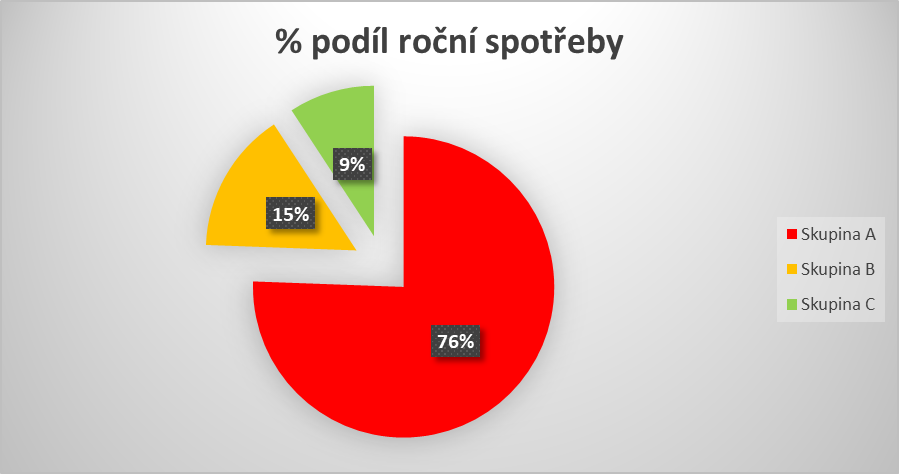 % podíl roční spotřeby
9%
15%
76%
Skupina A
Skupina B
Skupina C